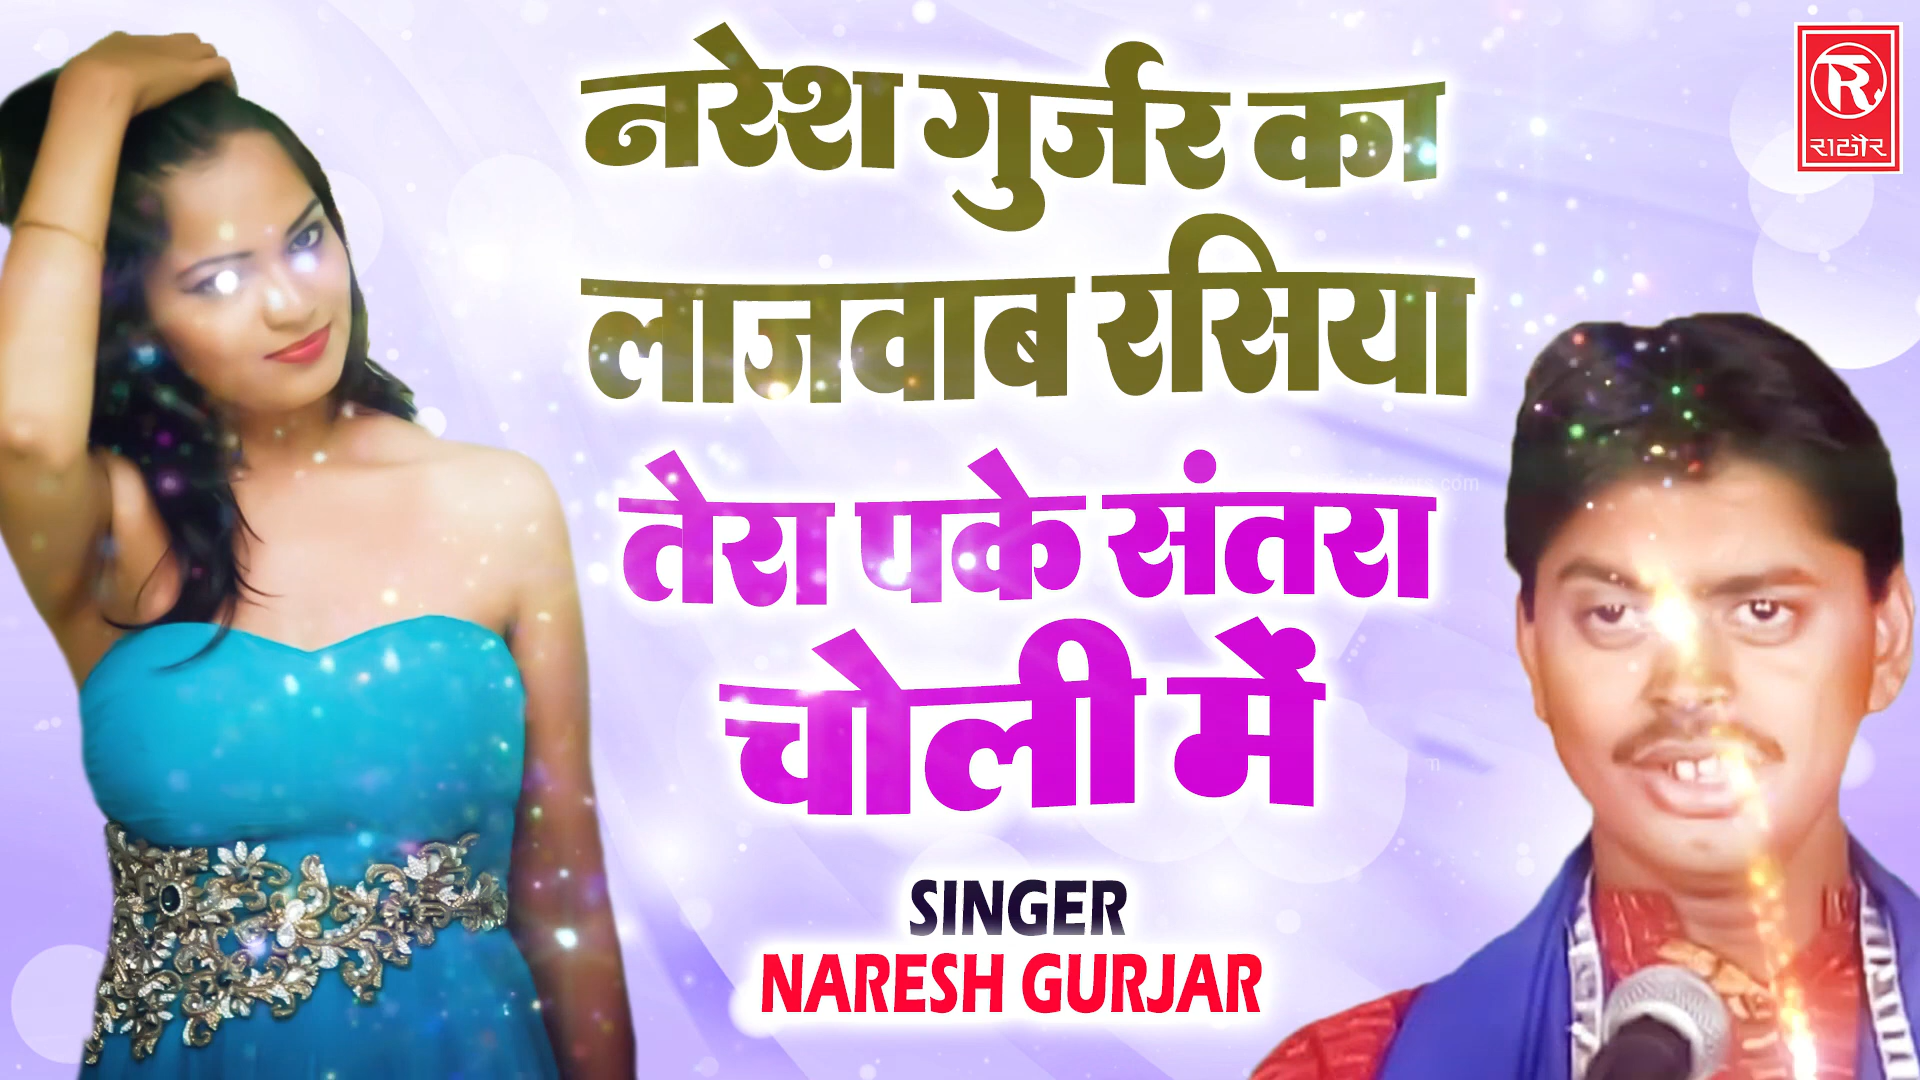 नरेश गुर्जर का
राठौर
लाजवाब रसिया
तेरा पके संतरा
चोली में
SINGER
NARESH GURJAR